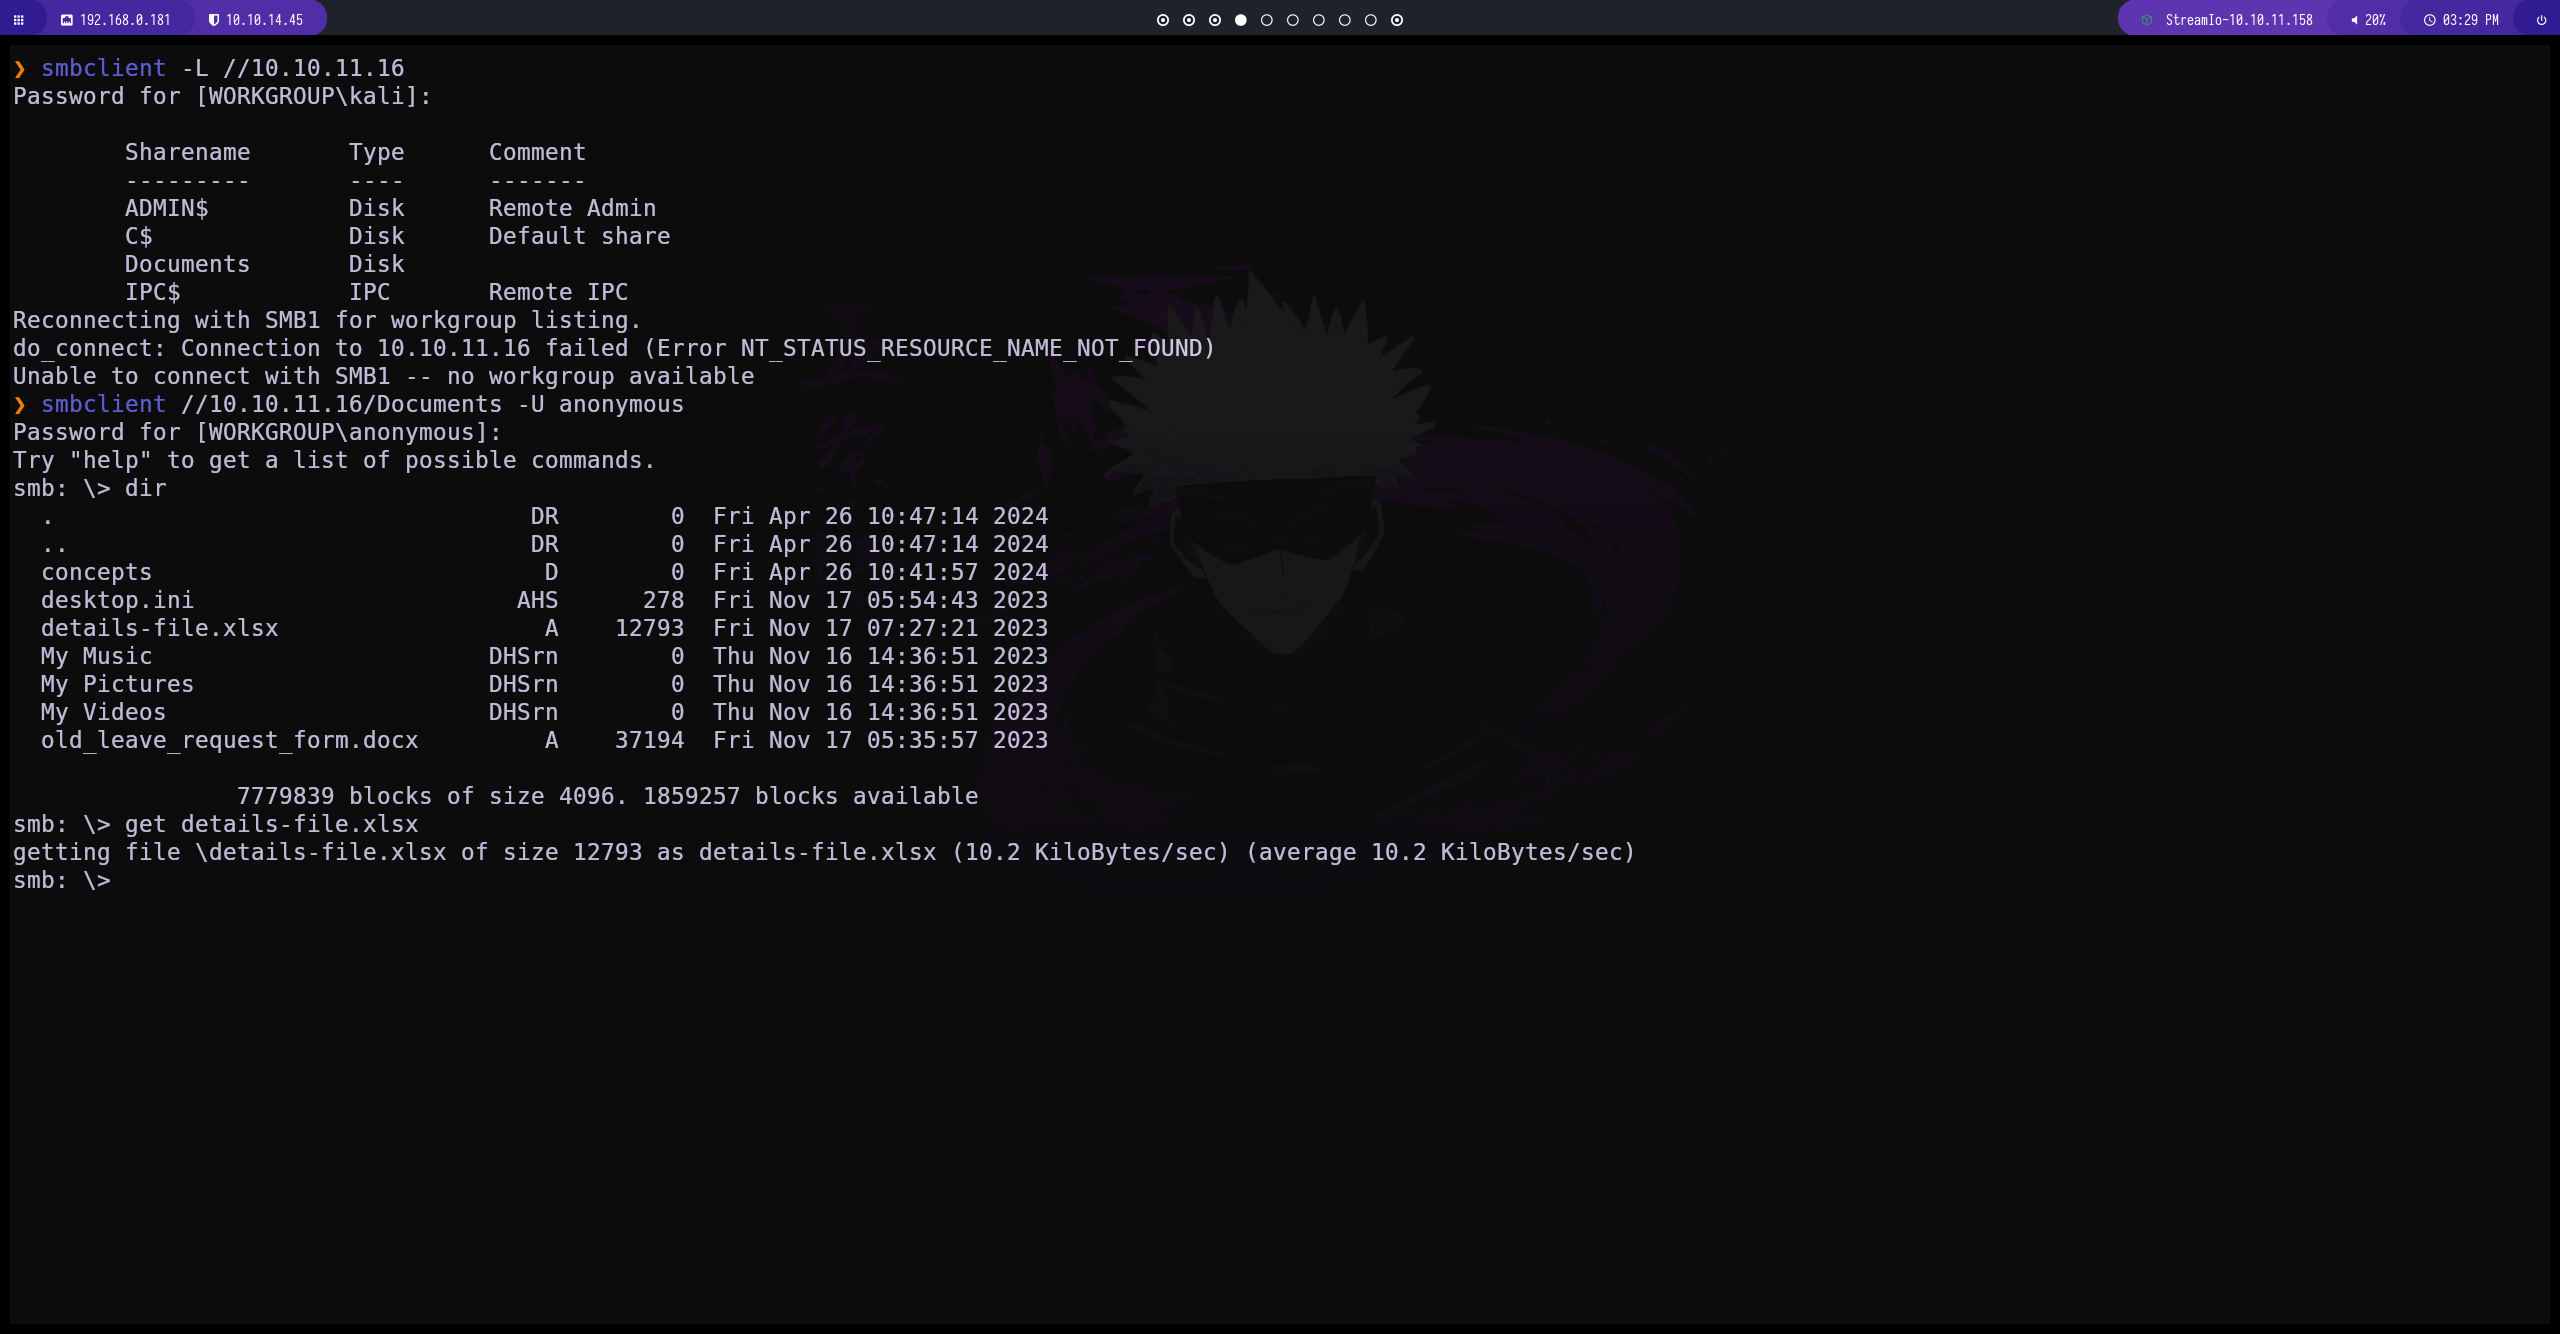 192.168.0.181 10.10.14.45 StreamIo-10.10.11.158 20% 03:29 PM
❯ smbclient -L //10.10.11.16
Password for [WORKGROUP\kali]:
Sharename Type Comment
--------- ---- -------
ADMIN$ Disk Remote Admin
C$ Disk Default share
Documents Disk
IPC$ IPC Remote IPC
Reconnecting with SMB1 for workgroup listing.
do_connect: Connection to 10.10.11.16 failed (Error NT_STATUS_RESOURCE_NAME_NOT_FOUND)
Unable to connect with SMB1 -- no workgroup available
❯ smbclient //10.10.11.16/Documents -U anonymous
Password for [WORKGROUP\anonymous]:
Try "help" to get a list of possible commands.
smb: \> dir
. DR 0 Fri Apr 26 10:47:14 2024
.. DR 0 Fri Apr 26 10:47:14 2024
concepts D 0 Fri Apr 26 10:41:57 2024
desktop.ini AHS 278 Fri Nov 17 05:54:43 2023
details-file.xlsx A 12793 Fri Nov 17 07:27:21 2023
My Music DHSrn 0 Thu Nov 16 14:36:51 2023
My Pictures DHSrn 0 Thu Nov 16 14:36:51 2023
My Videos DHSrn 0 Thu Nov 16 14:36:51 2023
old_leave_request_form.docx A 37194 Fri Nov 17 05:35:57 2023
7779839 blocks of size 4096. 1859257 blocks available
smb: \> get details-file.xlsx
getting file \details-file.xlsx of size 12793 as details-file.xlsx (10.2 KiloBytes/sec) (average 10.2 KiloBytes/sec)
smb: \>